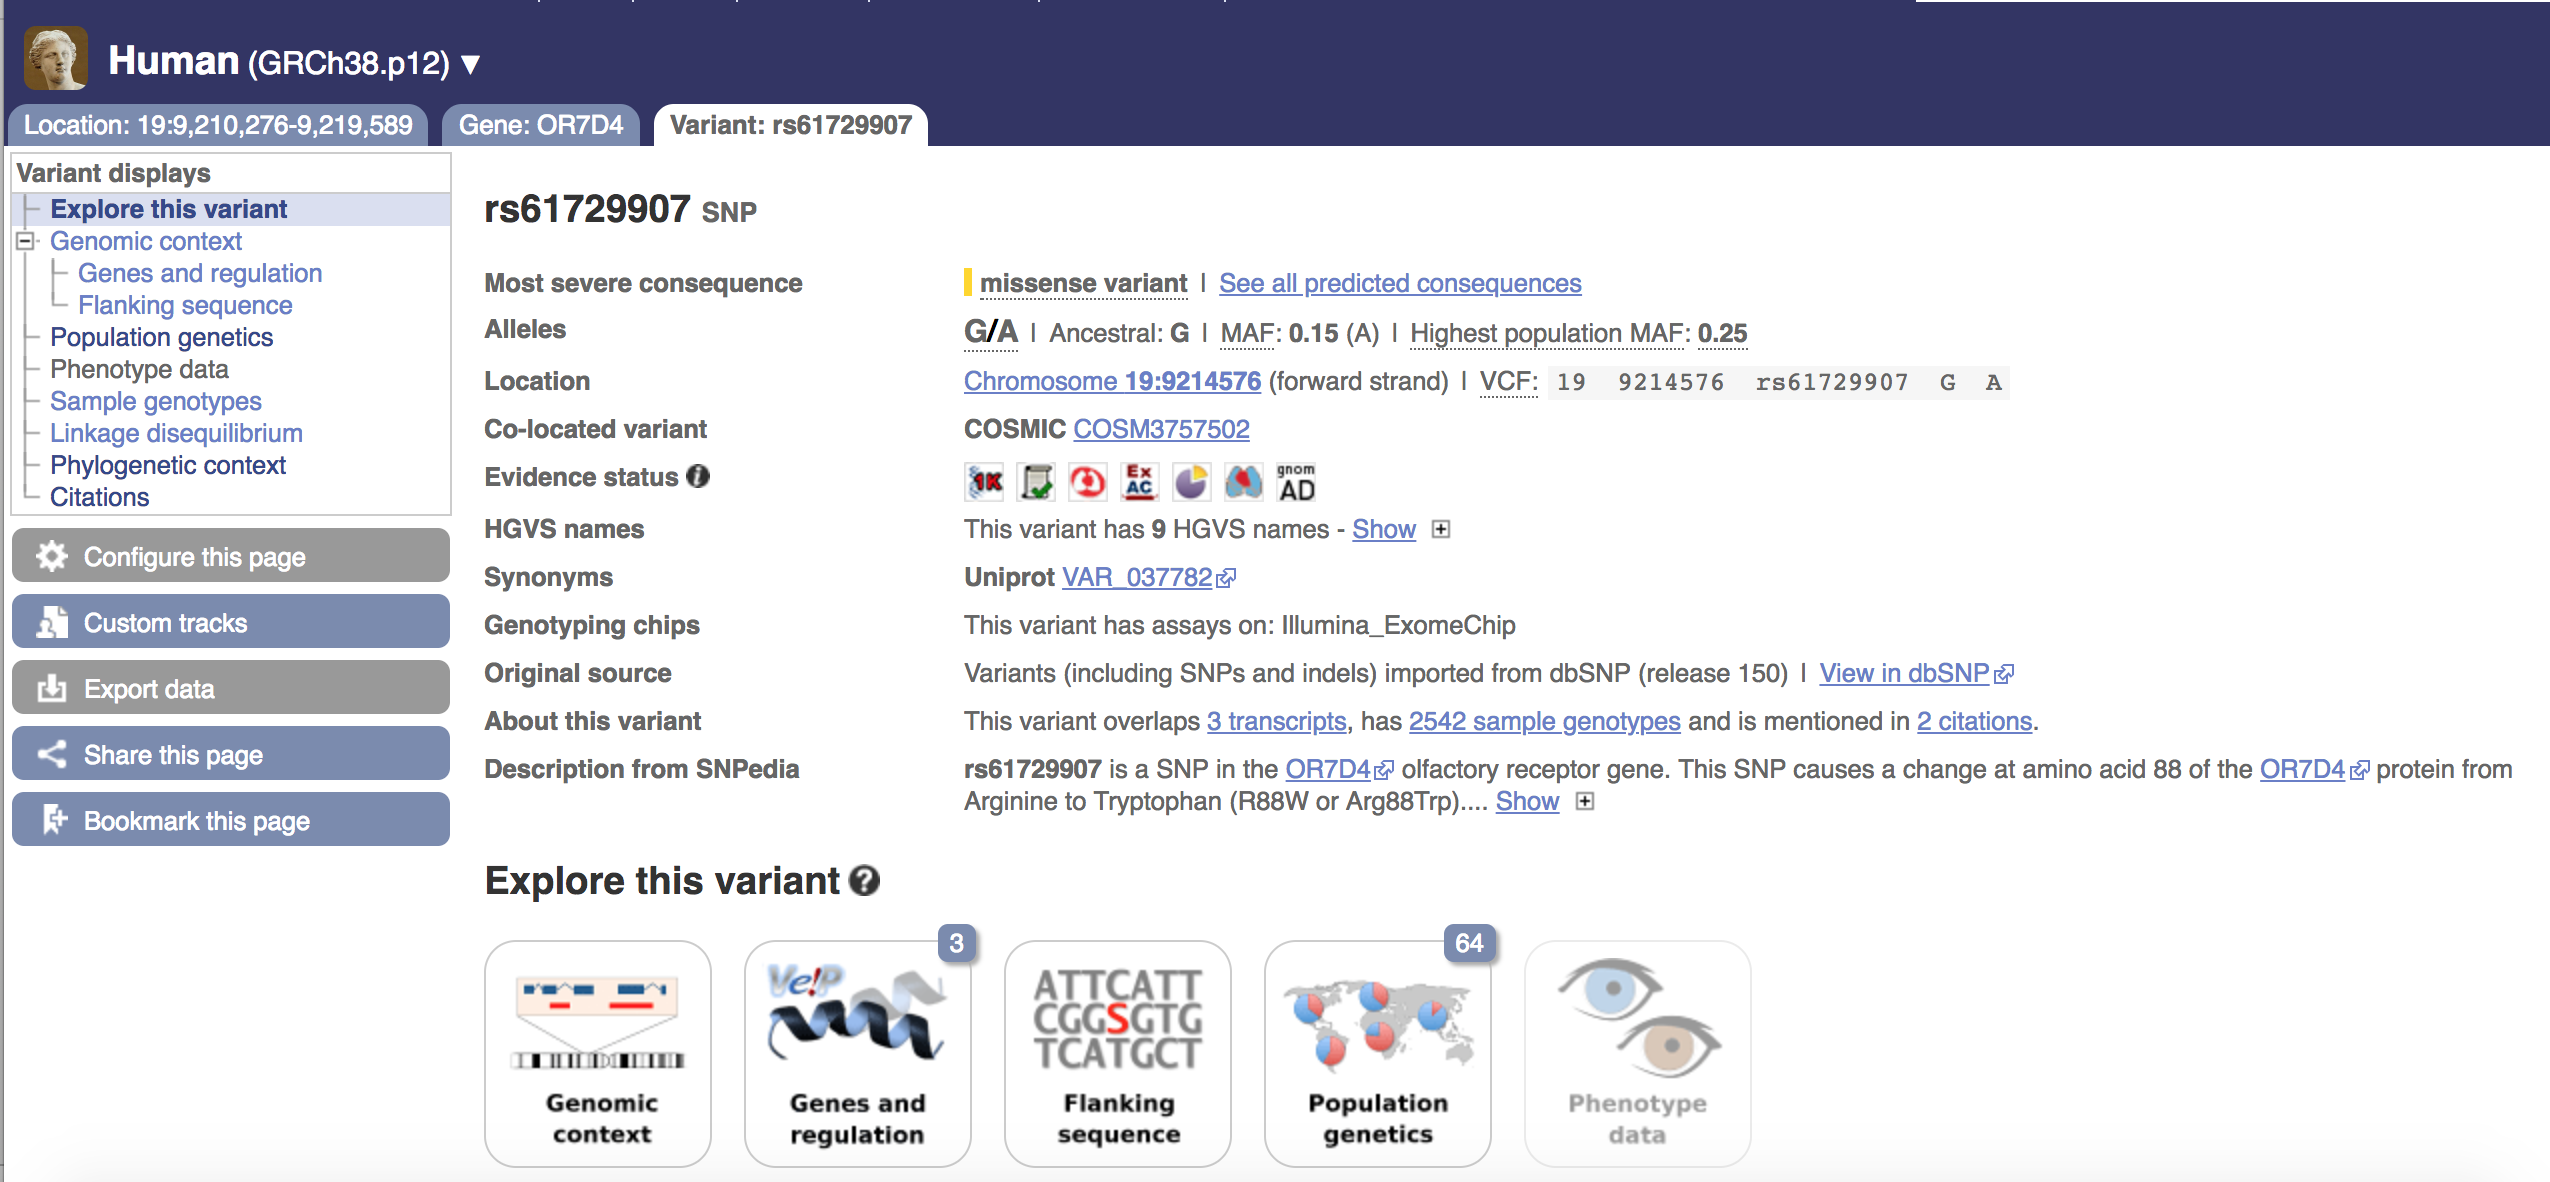 Human (GRCh38.p12) ▼
Location: 19:9,210,276-9,219,589 Gene: OR7D4 Variant: rs61729907
Variant displays
Explore this variant
Genomic context
Genes and regulation
Flanking sequence
Population genetics
Phenotype data
Sample genotypes
Linkage disequilibrium
Phylogenetic context
Citations
Configure this page
Custom tracks
Export data
Share this page
Bookmark this page
rs61729907 SNP
Most severe consequence missense variant | See all predicted consequences
Alleles G/A | Ancestral: G | MAF: 0.15 (A) | Highest population MAF: 0.25
Location Chromosome 19:9214576 (forward strand) | VCF: 19 9214576 rs61729907 G A
Co-located variant COSMIC COSM3757502
Evidence status i 1K Ex AC gnom AD
HGVS names This variant has 9 HGVS names - Show
Synonyms Uniprot VAR_037782
Genotyping chips This variant has assays on: Illumina_ExomeChip
Original source Variants (including SNPs and indels) imported from dbSNP (release 150) | View in dbSNP
About this variant This variant overlaps 3 transcripts, has 2542 sample genotypes and is mentioned in 2 citations.
Description from SNPedia rs61729907 is a SNP in the OR7D4 olfactory receptor gene. This SNP causes a change at amino acid 88 of the OR7D4 protein from
Arginine to Tryptophan (R88W or Arg88Trp).... Show
Explore this variant ?
Genomic
context
3
Ve!P
Genes and
regulation
ATTCATT
CGGSGTG
TCATGCT
Flanking
sequence
64
Population
genetics
Phenotype
data